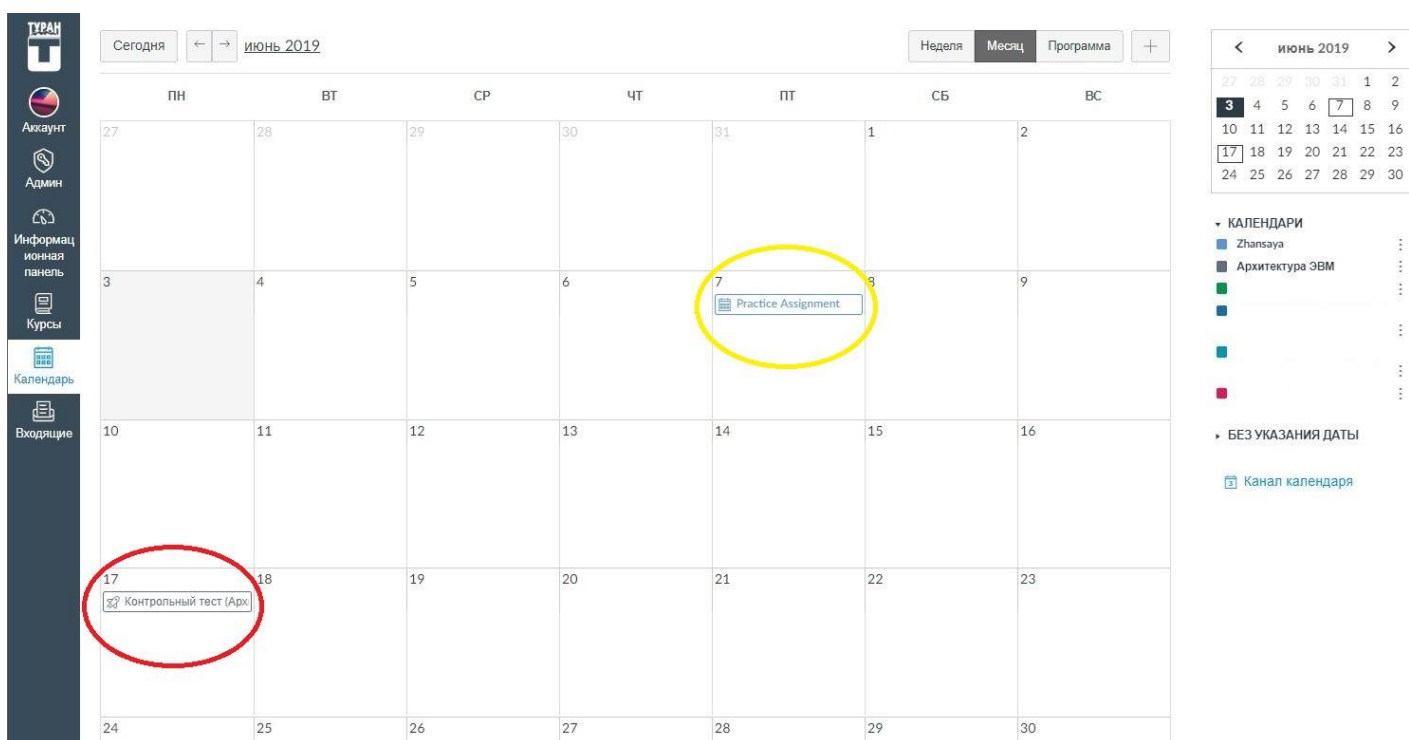 ТУРАН
Т
Аккаунт
Админ
Информац
ионная
панель
Курсы
Календарь
Входящие
Сегодня ← → июнь 2019 Неделя Месяц Программа +
ПН ВТ СР ЧТ ПТ СБ ВС
27 28 29 30 31 1 2
3 4 5 6 7 8 9
Practice Assignment
10 11 12 13 14 15 16
17 18 19 20 21 22 23
Контрольный тест (Арх
24 25 26 27 28 29 30
июнь 2019
27 28 29 30 31 1 2
3 4 5 6 7 8 9
10 11 12 13 14 15 16
17 18 19 20 21 22 23
24 25 26 27 28 29 30
КАЛЕНДАРИ
Zhansaya
Архитектура ЭВМ
БЕЗ УКАЗАНИЯ ДАТЫ
3 Канал календаря